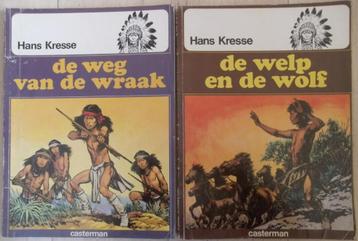 Hans Kresse
de weg
van de wraak
casterman
Hans Kresse
de welp
en de wolf
casterman